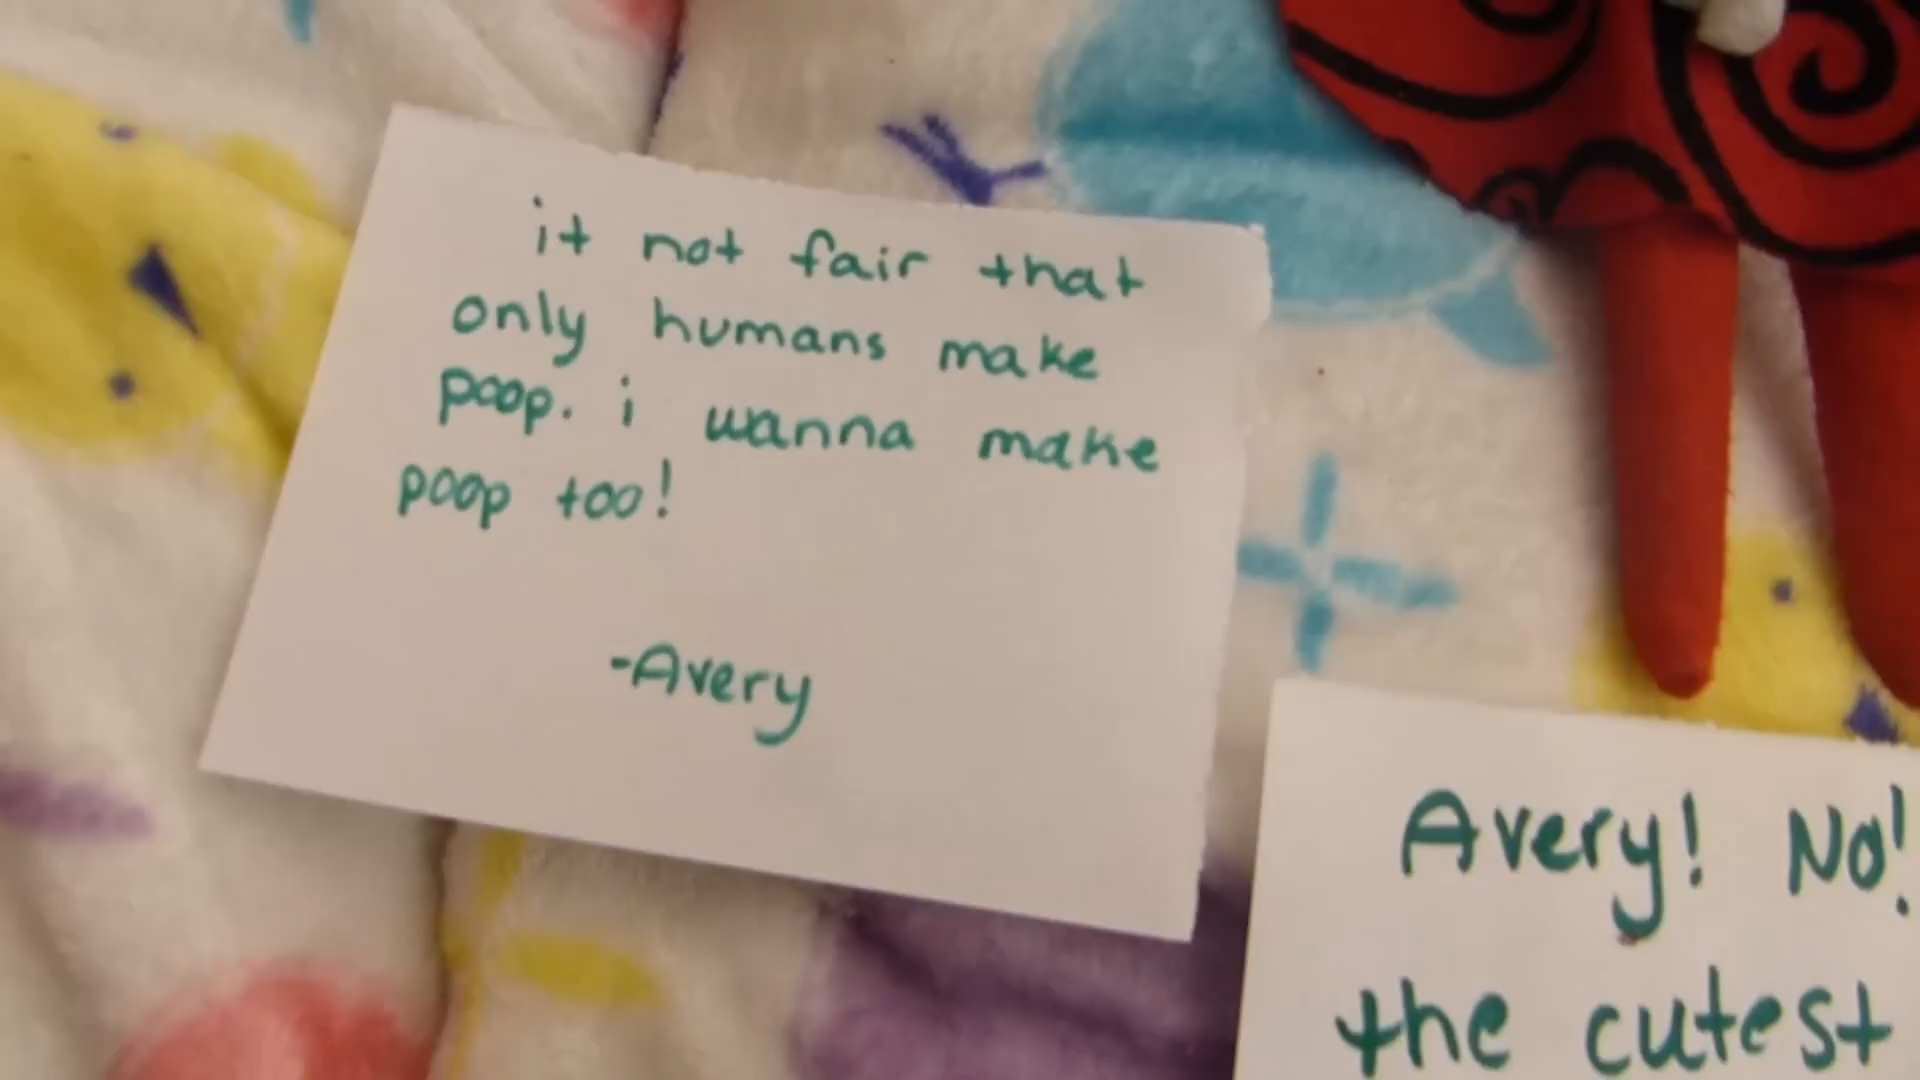 it not fair that
only humans make
poop. i wanna make
poop too!
-Avery
Avery! No!
the cutest